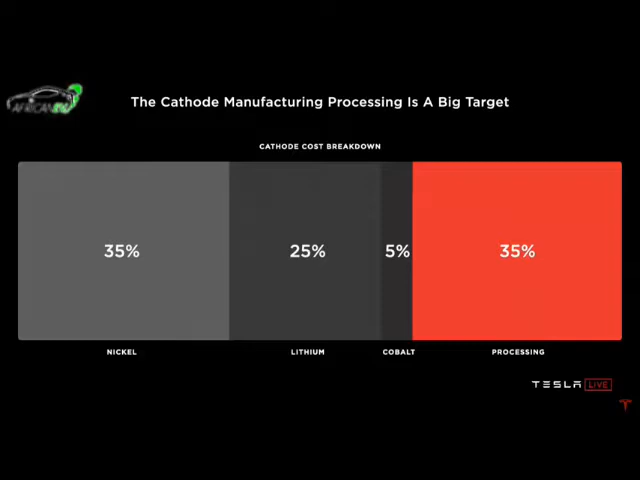 AFRICANEV
The Cathode Manufacturing Processing Is A Big Target
CATHODE COST BREAKDOWN
35%
25%
5%
35%
NICKEL
LITHIUM
COBALT
PROCESSING
TESLA LIVE